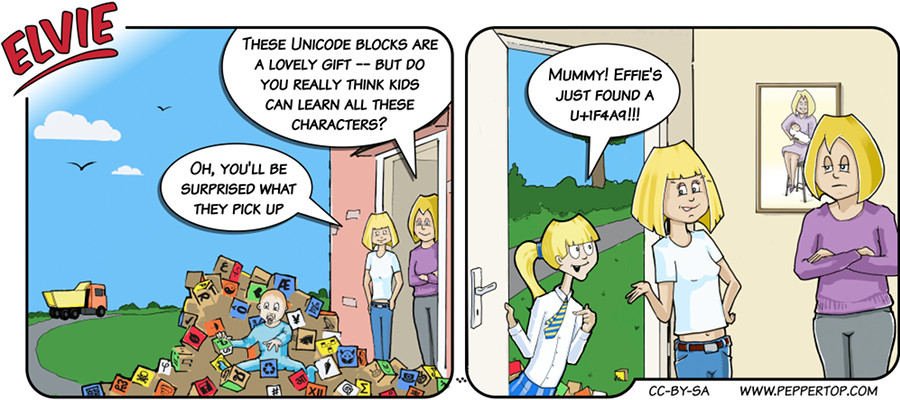 ELVIE
THESE UNICODE BLOCKS ARE
A LOVELY GIFT -- BUT DO
YOU REALLY THINK KIDS
CAN LEARN ALL THESE
CHARACTERS?
OH, YOU'LL BE
SURPRISED WHAT
THEY PICK UP
MUMMY! EFFIE'S
JUST FOUND A
U+1F4A9!!!
CC-BY-SA
WWW.PEPPERTOP.COM